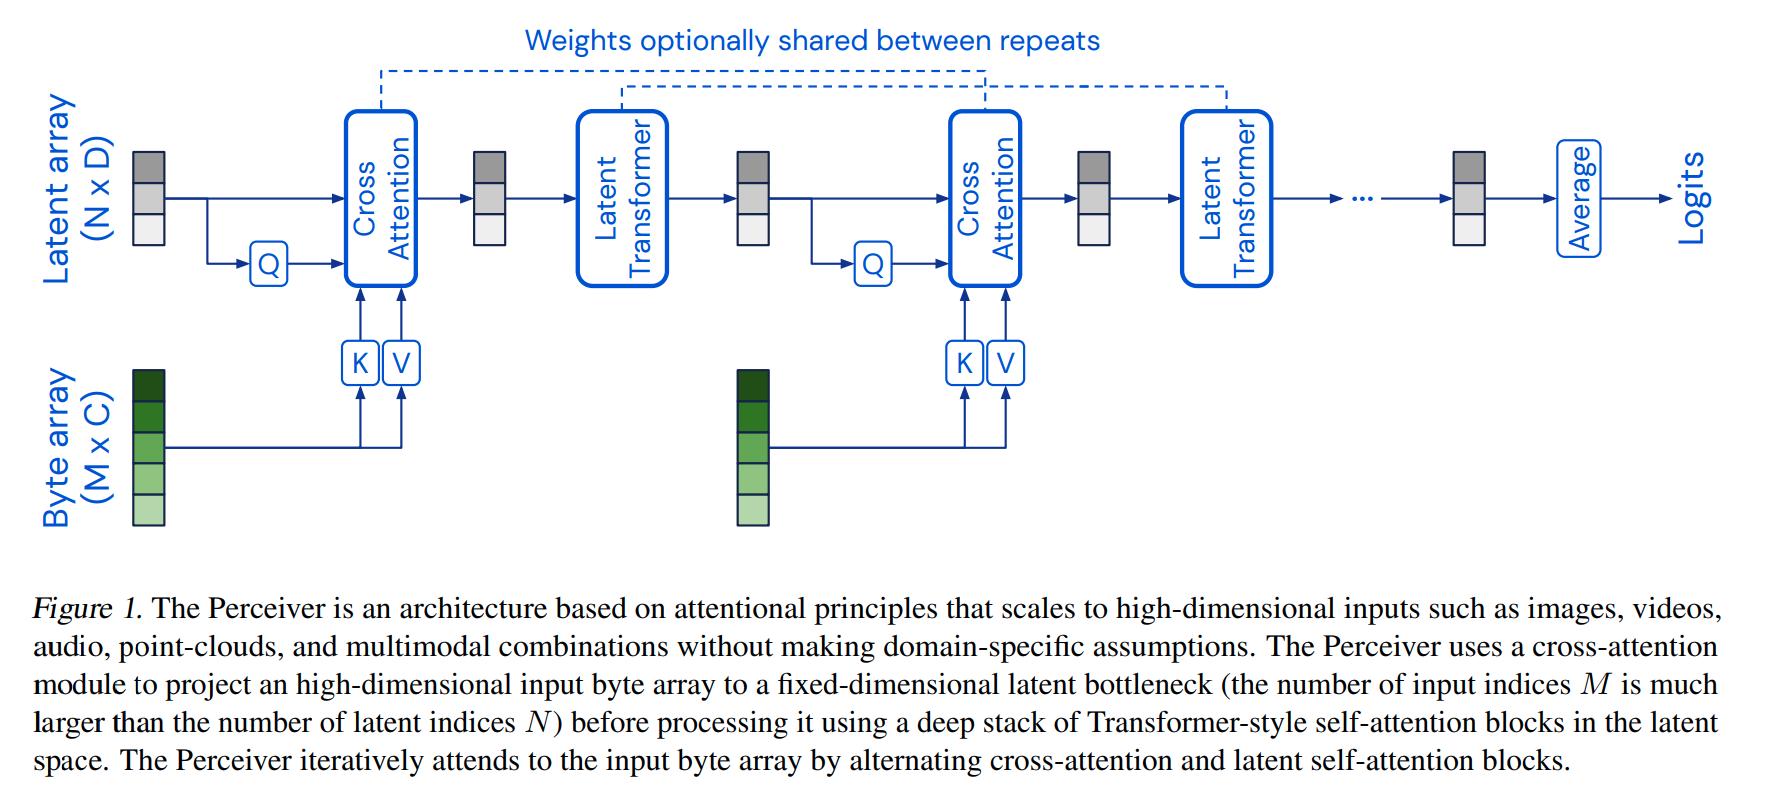 Weights optionally shared between repeats
Latent array
(N x D)
Q
Cross
Attention
Latent
Transformer
Q
Cross
Attention
Latent
Transformer
...
Average
Logits
K
V
K
V
Byte array
(M x C)
Figure 1. The Perceiver is an architecture based on attentional principles that scales to high-dimensional inputs such as images, videos,
audio, point-clouds, and multimodal combinations without making domain-specific assumptions. The Perceiver uses a cross-attention
module to project an high-dimensional input byte array to a fixed-dimensional latent bottleneck (the number of input indices M is much
larger than the number of latent indices N) before processing it using a deep stack of Transformer-style self-attention blocks in the latent
space. The Perceiver iteratively attends to the input byte array by alternating cross-attention and latent self-attention blocks.